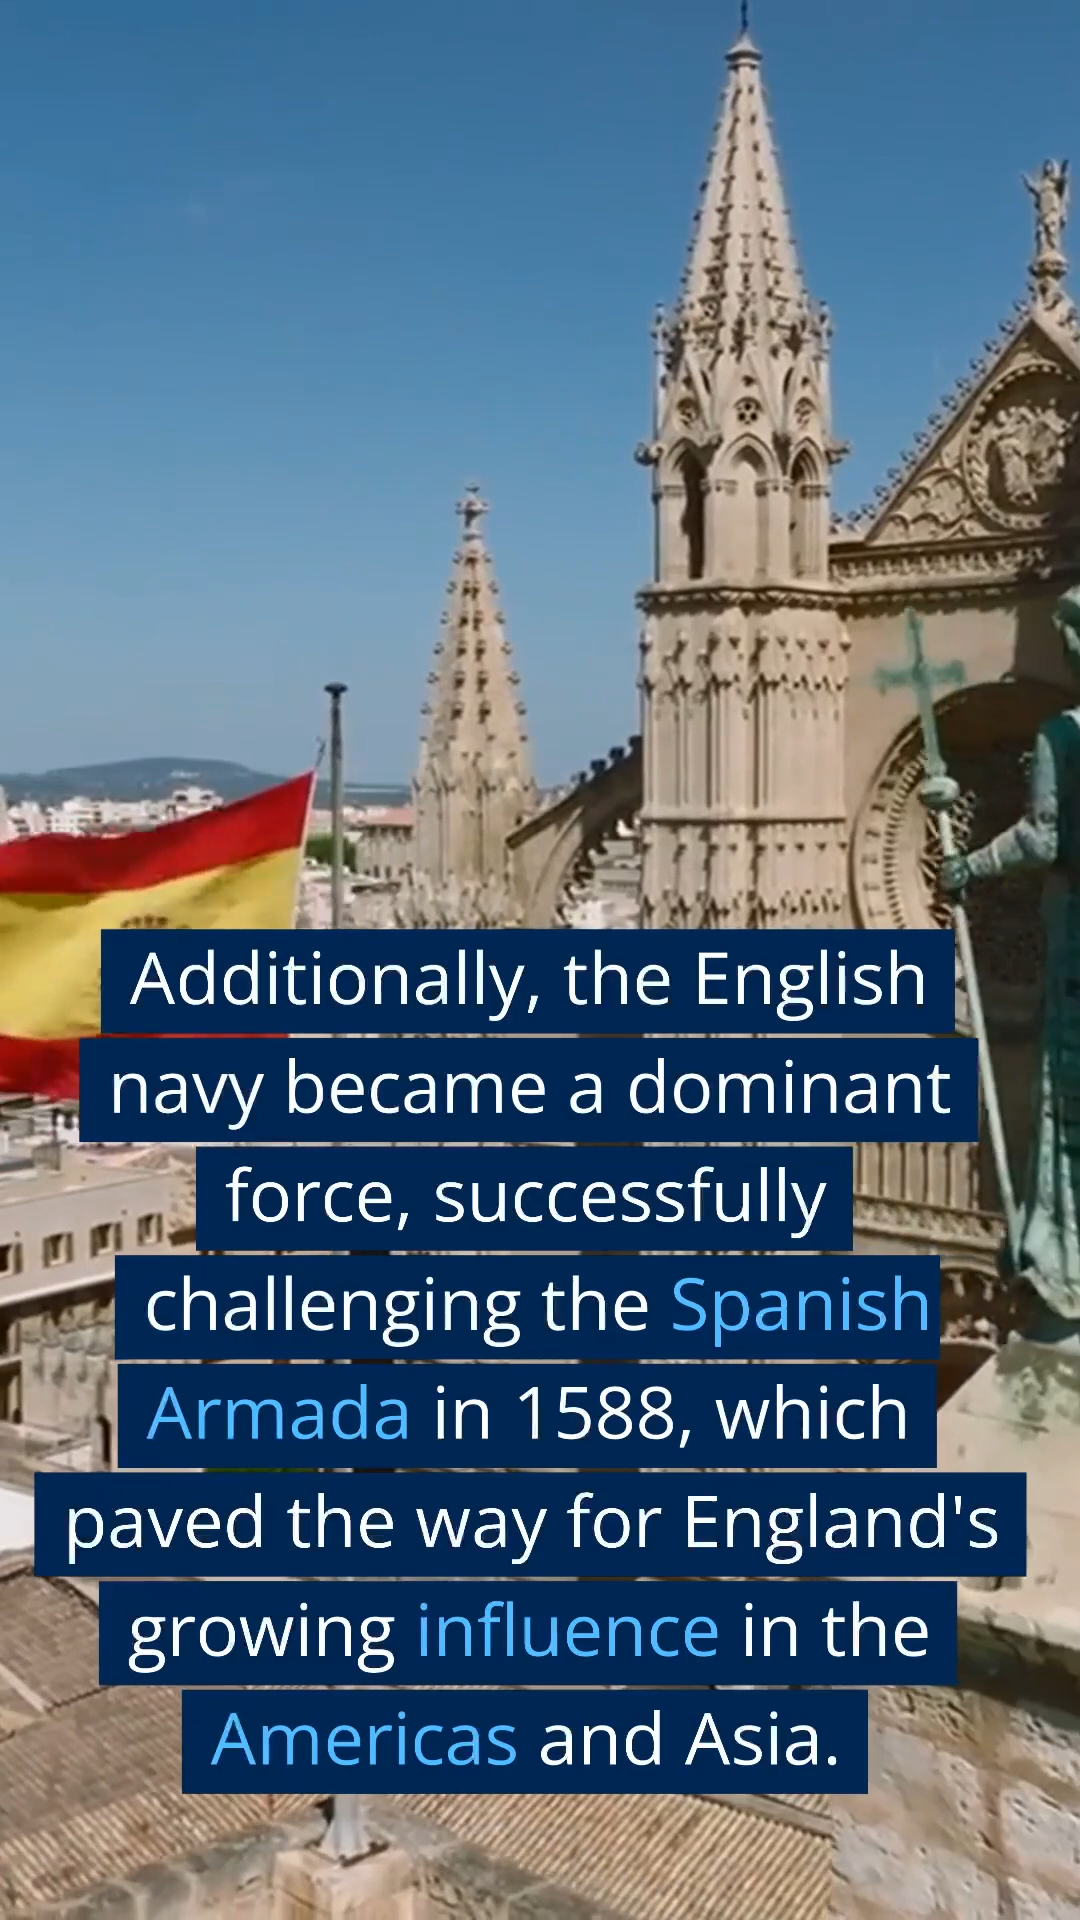 Additionally, the English
navy became a dominant
force, successfully
challenging the Spanish
Armada in 1588, which
paved the way for England's
growing influence in the
Americas and Asia.